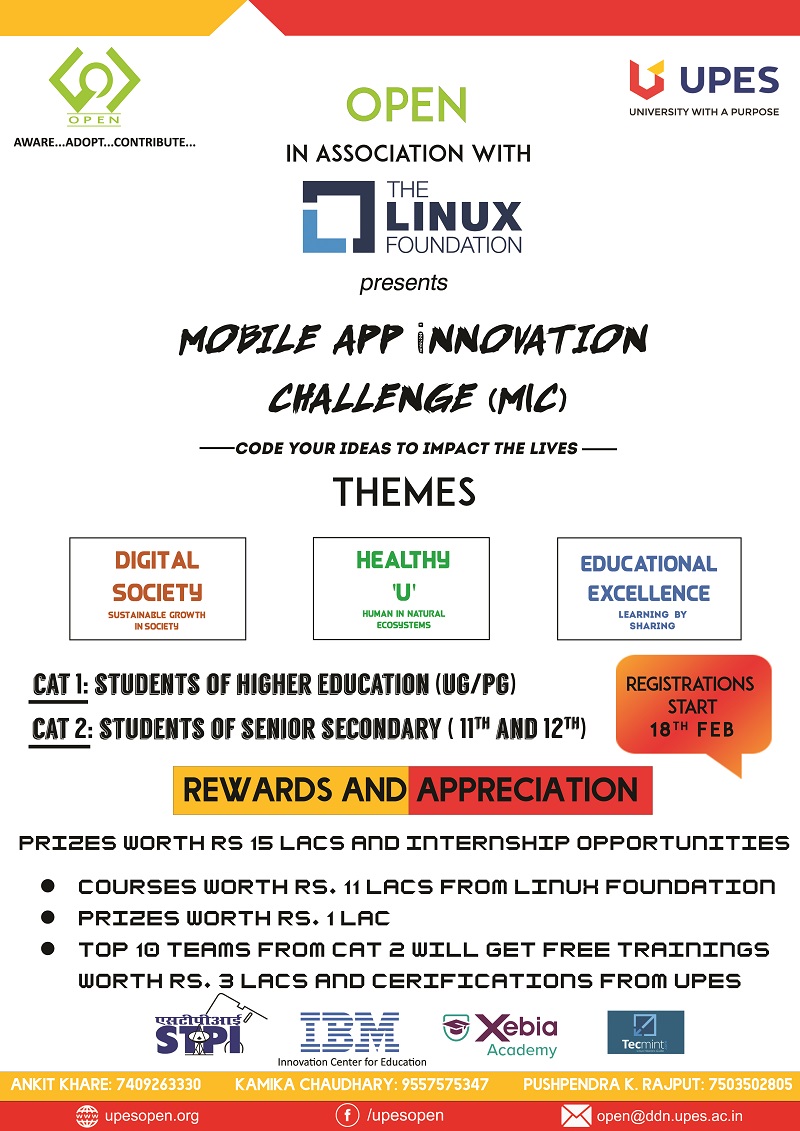 OPEN
AWARE...ADOPT...CONTRIBUTE...
UPES
UNIVERSITY WITH A PURPOSE
OPEN
IN ASSOCIATION WITH
THE
LINUX
FOUNDATION
presents
MOBILE APP iNNOVATION
CHALLENGE (MIC)
CODE YOUR IDEAS TO IMPACT THE LIVES
THEMES
DIGITAL
SOCIETY
SUSTAINABLE GROWTH
IN SOCIETY
HEALTHY
'U'
HUMAN IN NATURAL
ECOSYSTEMS
EDUCATIONAL
EXCELLENCE
LEARNING BY
SHARING
CAT 1: STUDENTS OF HIGHER EDUCATION (UG/PG)
CAT 2: STUDENTS OF SENIOR SECONDARY ( 11TH AND 12TH)
REGISTRATIONS
START
18TH FEB
REWARDS AND APPRECIATION
PRIZES WORTH RS 15 LACS AND INTERNSHIP OPPORTUNITIES
● COURSES WORTH RS. 11 LACS FROM LINUX FOUNDATION
● PRIZES WORTH RS. 1 LAC
● TOP 10 TEAMS FROM CAT 2 WILL GET FREE TRAININGS
WORTH RS. 3 LACS AND CERIFICATIONS FROM UPES
एसटीपीआई
STPI
IBM
Innovation Center for Education
Xebia
Academy
Tecmint
ANKIT KHARE: 7409263330 KAMIKA CHAUDHARY: 9557575347 PUSHPENDRA K. RAJPUT: 7503502805
upesopen.org /upesopen open@ddn.upes.ac.in